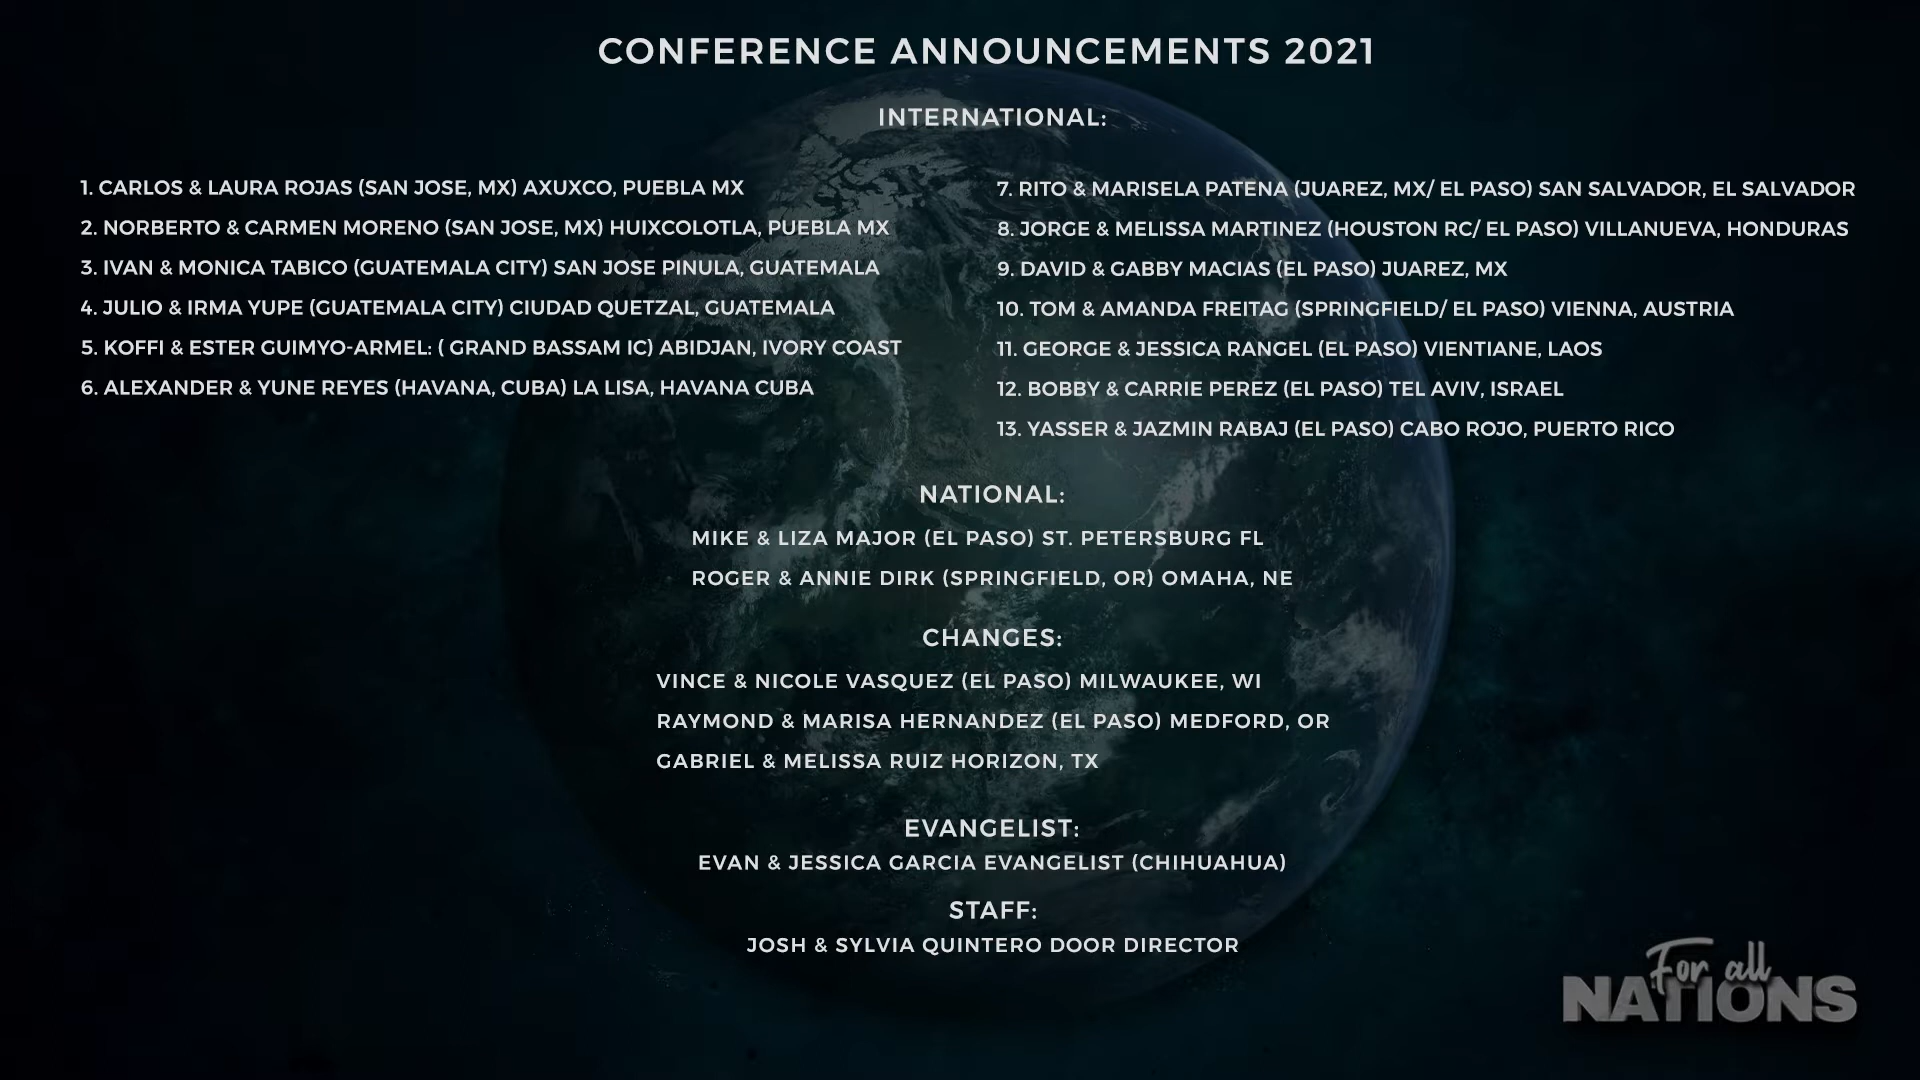 CONFERENCE ANNOUNCEMENTS 2021
INTERNATIONAL:
1. CARLOS & LAURA ROJAS (SAN JOSE, MX) AXUXCO, PUEBLA MX
2. NORBERTO & CARMEN MORENO (SAN JOSE, MX) HUIXCOLOTLA, PUEBLA MX
3. IVAN & MONICA TABICO (GUATEMALA CITY) SAN JOSE PINULA, GUATEMALA
4. JULIO & IRMA YUPE (GUATEMALA CITY) CIUDAD QUETZAL, GUATEMALA
5. KOFFI & ESTER GUIMYO-ARMEL: ( GRAND BASSAM IC) ABIDJAN, IVORY COAST
6. ALEXANDER & YUNE REYES (HAVANA, CUBA) LA LISA, HAVANA CUBA
7. RITO & MARISELA PATENA (JUAREZ, MX/ EL PASO) SAN SALVADOR, EL SALVADOR
8. JORGE & MELISSA MARTINEZ (HOUSTON RC/ EL PASO) VILLANUEVA, HONDURAS
9. DAVID & GABBY MACIAS (EL PASO) JUAREZ, MX
10. TOM & AMANDA FREITAG (SPRINGFIELD/ EL PASO) VIENNA, AUSTRIA
11. GEORGE & JESSICA RANGEL (EL PASO) VIENTIANE, LAOS
12. BOBBY & CARRIE PEREZ (EL PASO) TEL AVIV, ISRAEL
13. YASSER & JAZMIN RABAJ (EL PASO) CABO ROJO, PUERTO RICO
NATIONAL:
MIKE & LIZA MAJOR (EL PASO) ST. PETERSBURG FL
ROGER & ANNIE DIRK (SPRINGFIELD, OR) OMAHA, NE
CHANGES:
VINCE & NICOLE VASQUEZ (EL PASO) MILWAUKEE, WI
RAYMOND & MARISA HERNANDEZ (EL PASO) MEDFORD, OR
GABRIEL & MELISSA RUIZ HORIZON, TX
EVANGELIST:
EVAN & JESSICA GARCIA EVANGELIST (CHIHUAHUA)
STAFF:
JOSH & SYLVIA QUINTERO DOOR DIRECTOR
For all
NATIONS